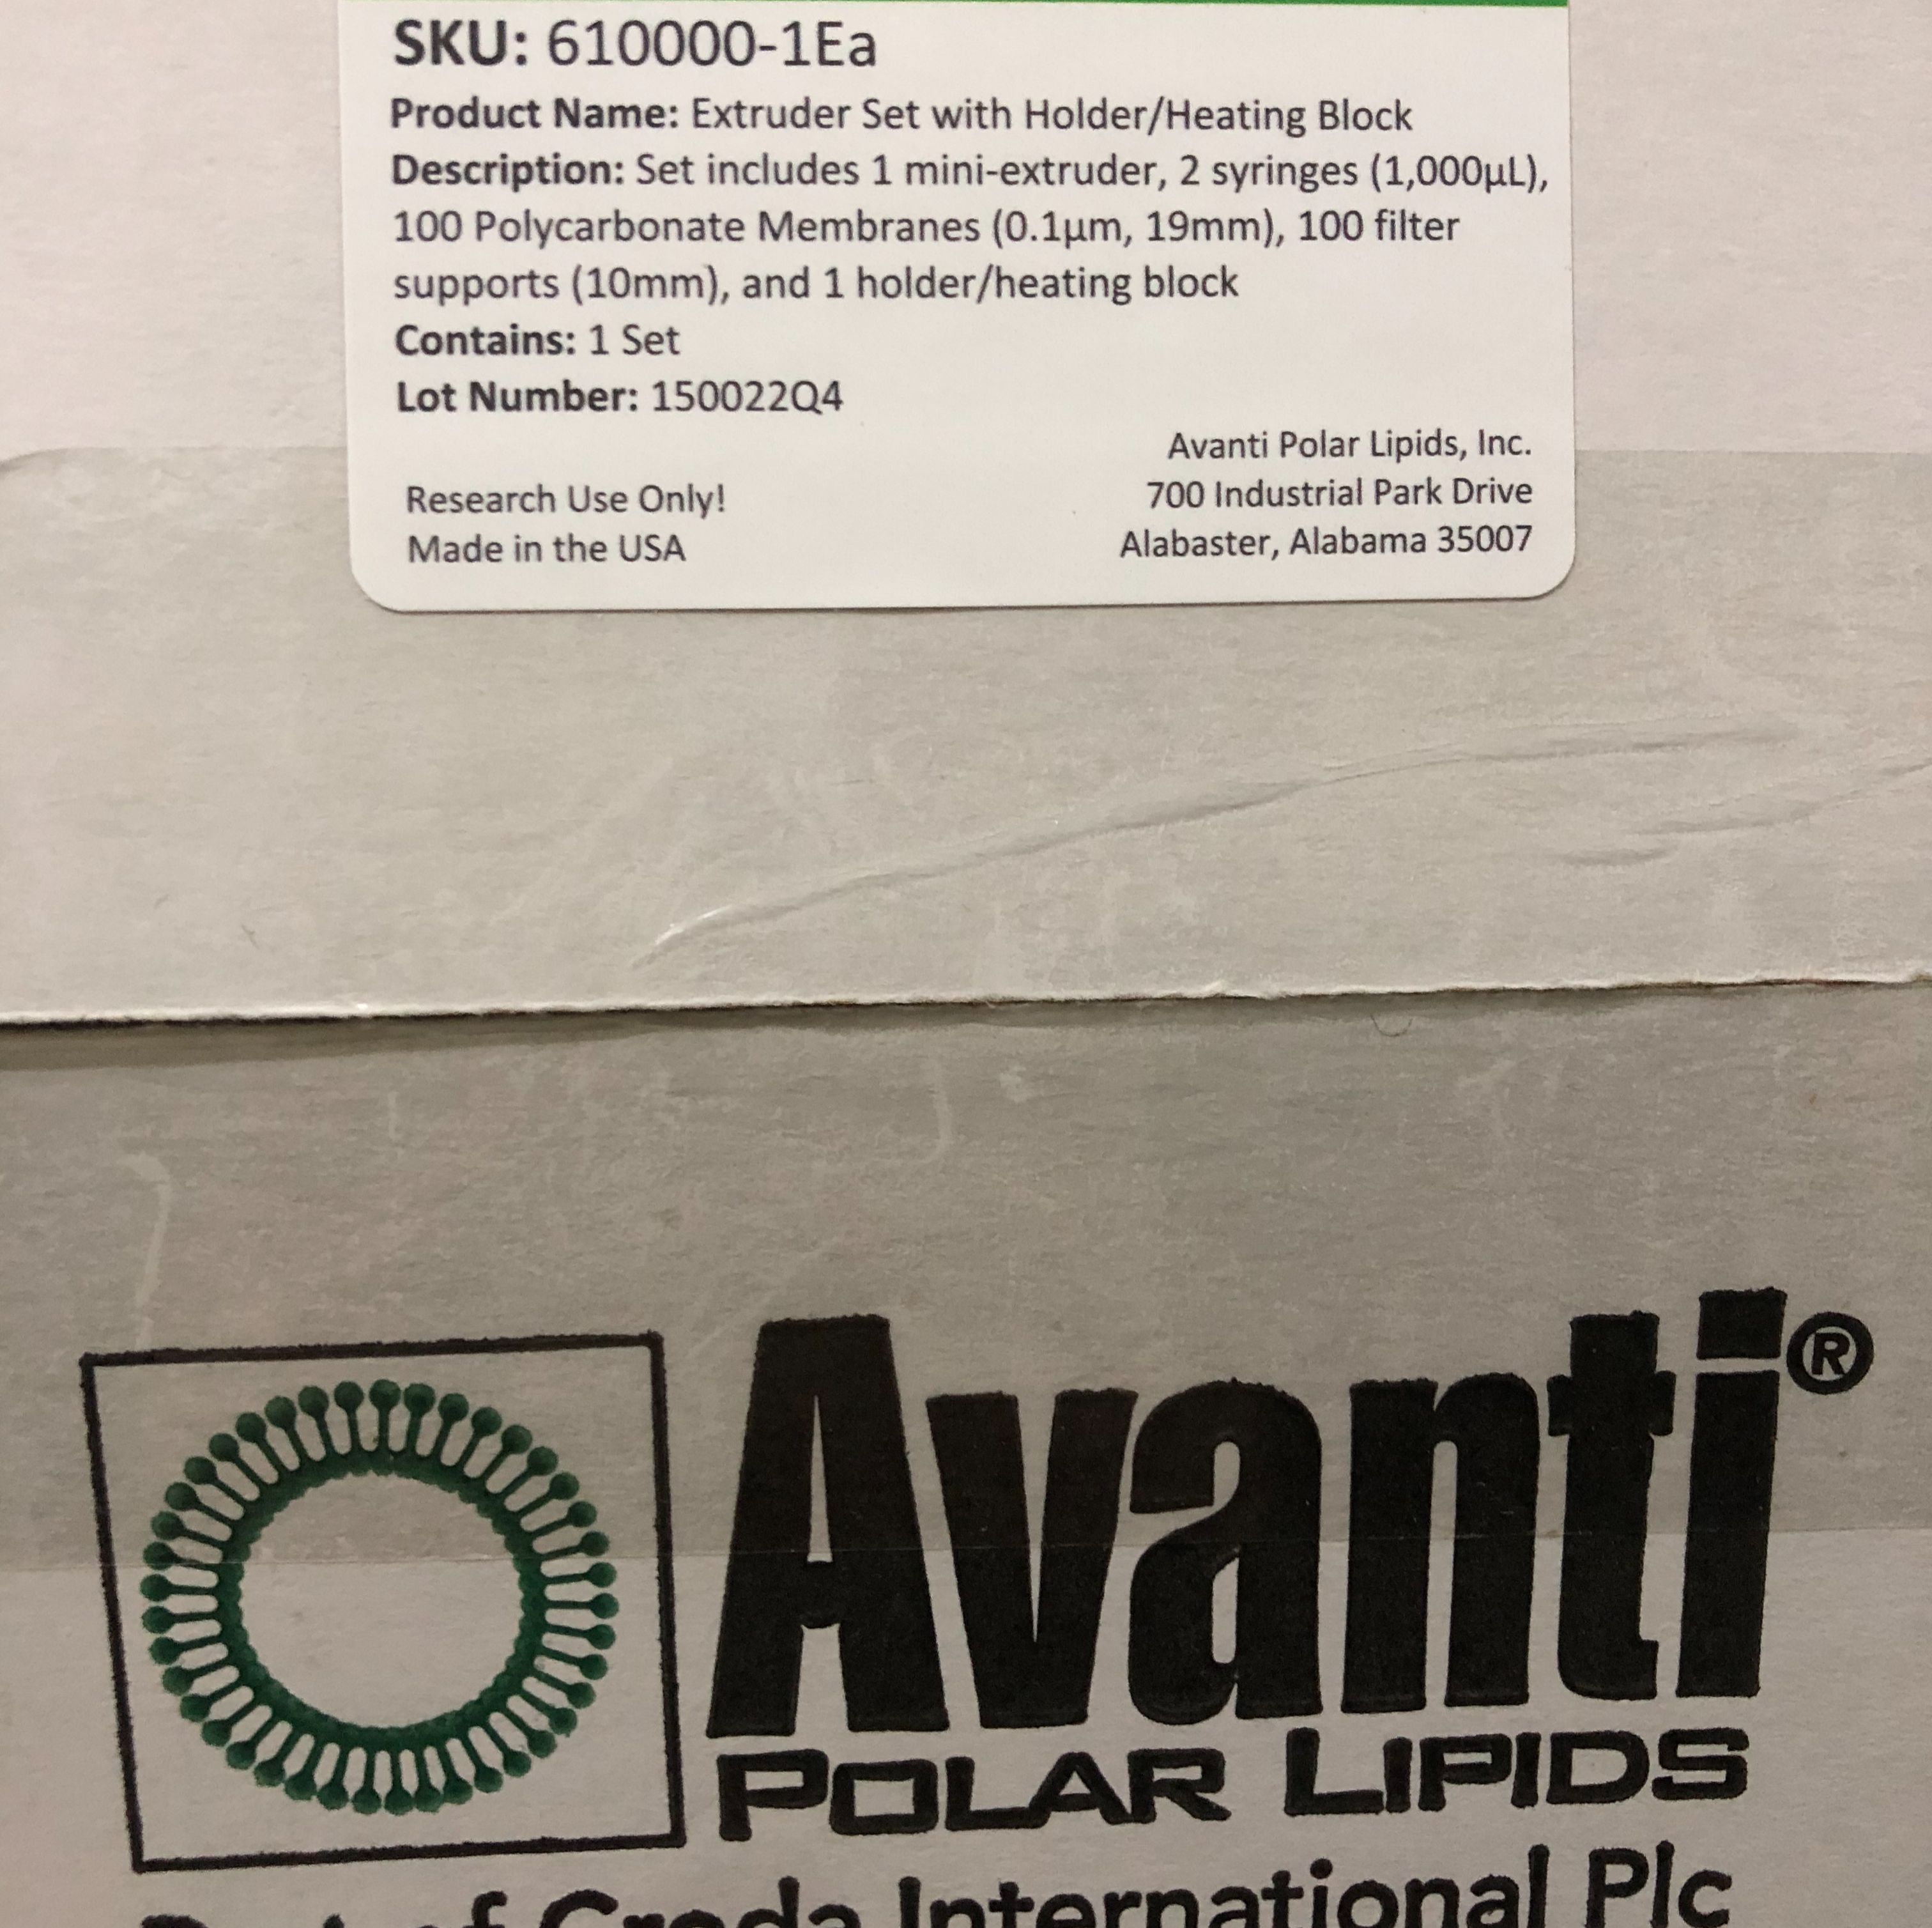 SKU: 610000-1Ea
Product Name: Extruder Set with Holder/Heating Block
Description: Set includes 1 mini-extruder, 2 syringes (1,000µL),
100 Polycarbonate Membranes (0.1µm, 19mm), 100 filter
supports (10mm), and 1 holder/heating block
Contains: 1 Set
Lot Number: 150022Q4
Research Use Only!
Made in the USA
Avanti Polar Lipids, Inc.
700 Industrial Park Drive
Alabaster, Alabama 35007
Avanti®
POLAR LIPIDS
Part of Croda International Plc